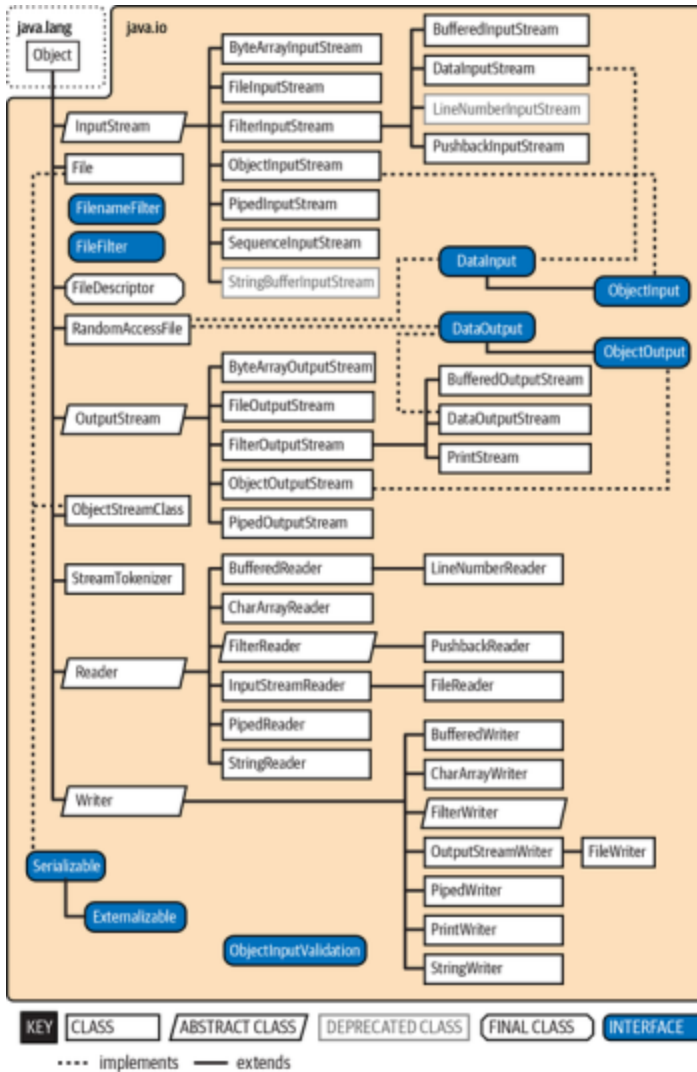 java.lang
java.io
Object
InputStream
ByteArrayInputStream
FileInputStream
FilterInputStream
BufferedInputStream
DataInputStream
LineNumberInputStream
PushbackInputStream
ObjectInputStream
PipedInputStream
SequenceInputStream
StringBufferInputStream
File
FilenameFilter
FileFilter
FileDescriptor
RandomAccessFile
DataInput
ObjectInput
DataOutput
ObjectOutput
OutputStream
ByteArrayOutputStream
FileOutputStream
FilterOutputStream
BufferedOutputStream
DataOutputStream
PrintStream
ObjectOutputStream
PipedOutputStream
ObjectStreamClass
StreamTokenizer
Reader
BufferedReader
LineNumberReader
CharArrayReader
FilterReader
PushbackReader
InputStreamReader
FileReader
PipedReader
StringReader
Writer
BufferedWriter
CharArrayWriter
FilterWriter
OutputStreamWriter
FileWriter
PipedWriter
PrintWriter
StringWriter
Serializable
Externalizable
ObjectInputValidation
KEY
CLASS
ABSTRACT CLASS
DEPRECATED CLASS
FINAL CLASS
INTERFACE
implements
extends